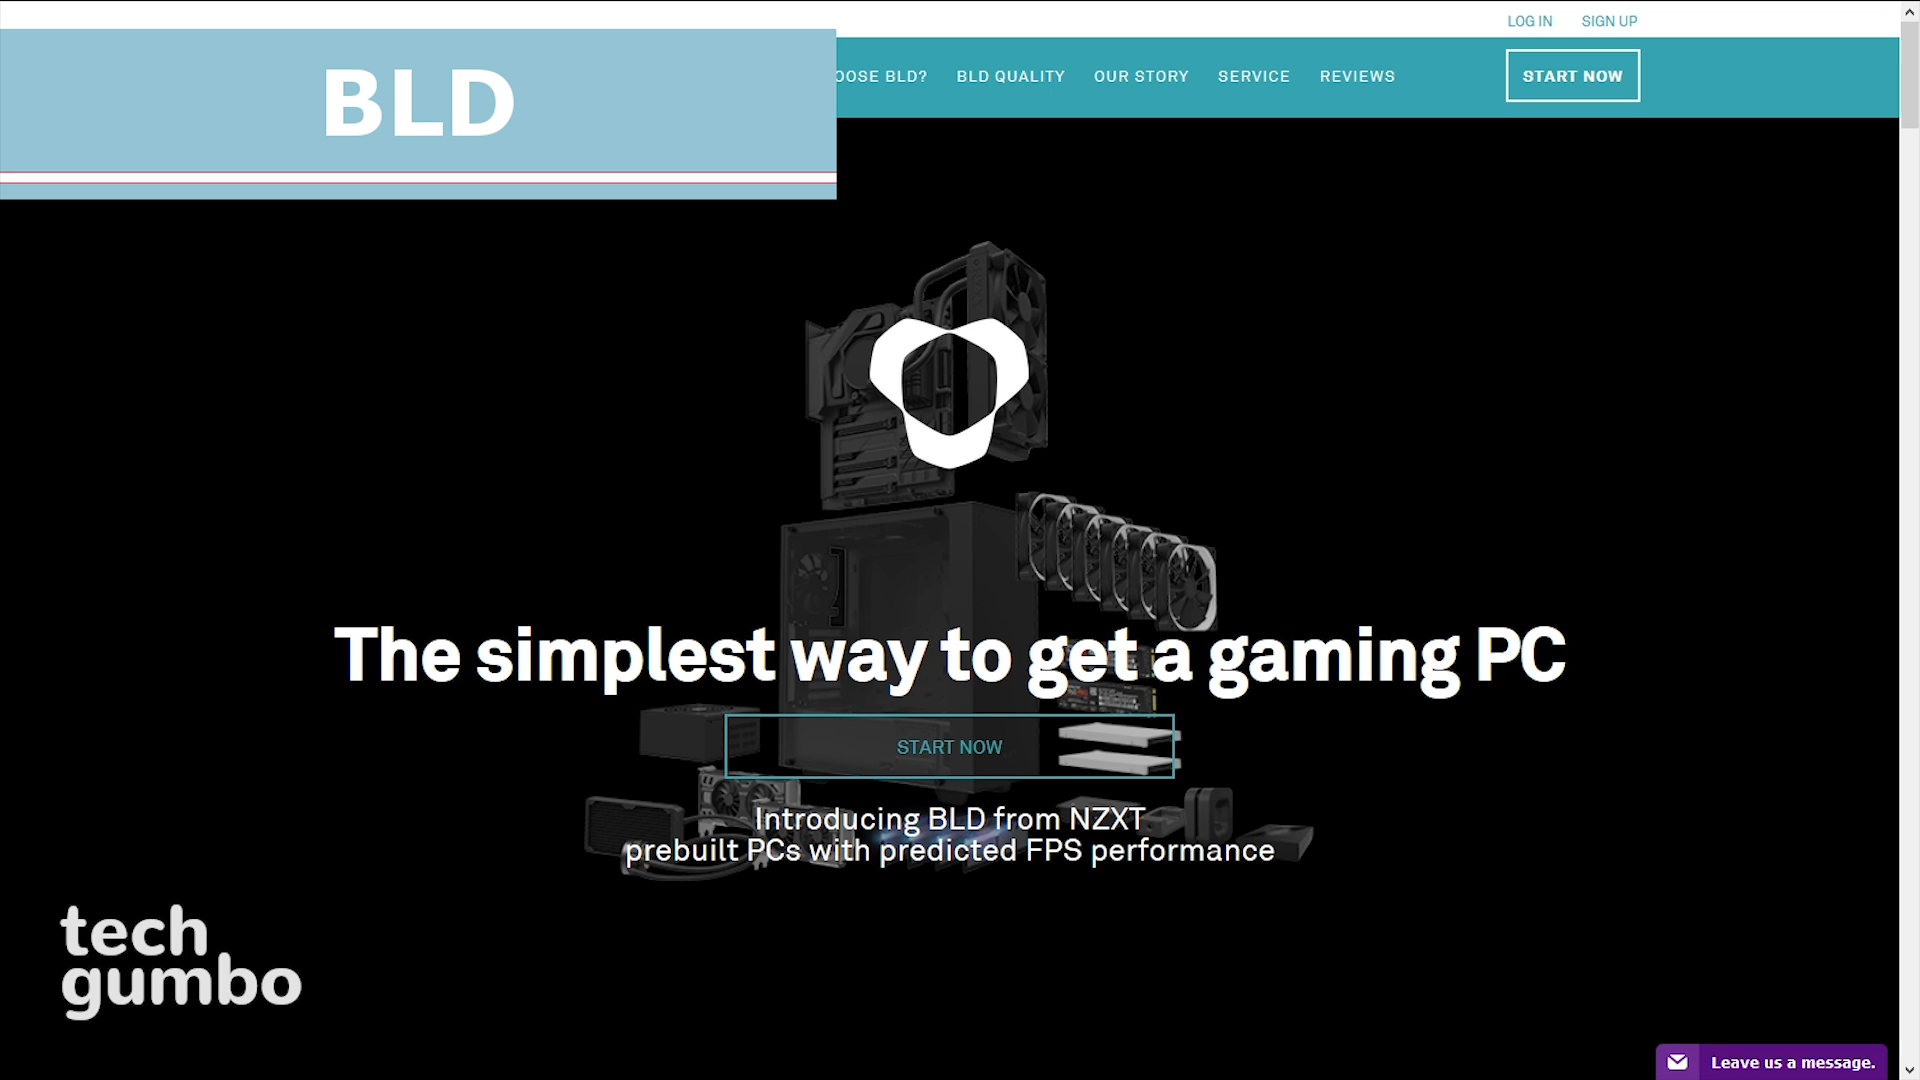 LOG IN
SIGN UP
BLD
OOSE BLD?
BLD QUALITY
OUR STORY
SERVICE
REVIEWS
START NOW
The simplest way to get a gaming PC
START NOW
Introducing BLD from NZXT
prebuilt PCs with predicted FPS performance
tech
gumbo
Leave us a message.